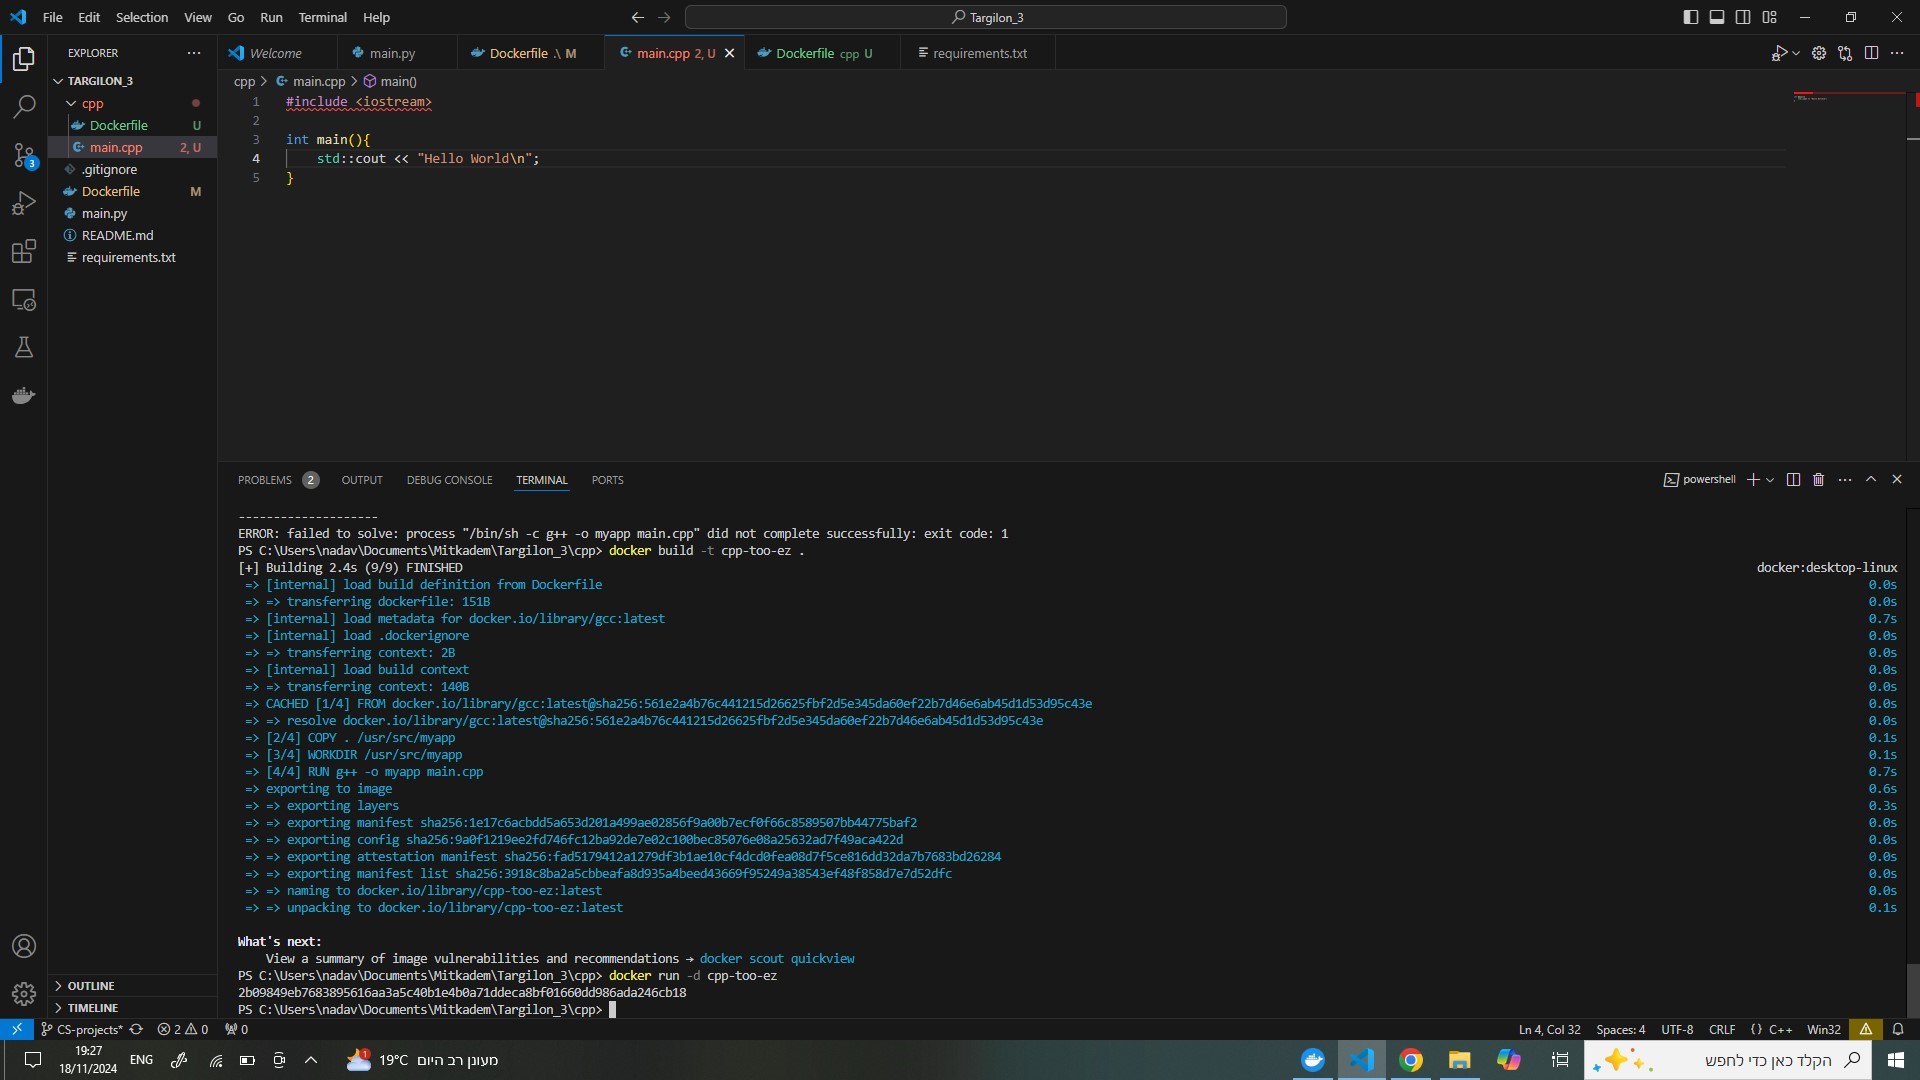 File Edit Selection View Go Run Terminal Help
Targilon_3
EXPLORER
Welcome
main.py
Dockerfile .\ M
main.cpp 2, U
Dockerfile cpp U
requirements.txt
TARGILON_3
cpp
Dockerfile U
main.cpp 2, U
.gitignore
Dockerfile M
main.py
README.md
requirements.txt
3
cpp > main.cpp > main()
1 #include <iostream>
2
3 int main(){
4 std::cout << "Hello World\n";
5 }
PROBLEMS 2 OUTPUT DEBUG CONSOLE TERMINAL PORTS
powershell
--------------------
ERROR: failed to solve: process "/bin/sh -c g++ -o myapp main.cpp" did not complete successfully: exit code: 1
PS C:\Users\nadav\Documents\Mitkadem\Targilon_3\cpp> docker build -t cpp-too-ez .
[+] Building 2.4s (9/9) FINISHED docker:desktop-linux
=> [internal] load build definition from Dockerfile 0.0s
=> => transferring dockerfile: 151B 0.0s
=> [internal] load metadata for docker.io/library/gcc:latest 0.7s
=> [internal] load .dockerignore 0.0s
=> => transferring context: 2B 0.0s
=> [internal] load build context 0.0s
=> => transferring context: 140B 0.0s
=> CACHED [1/4] FROM docker.io/library/gcc:latest@sha256:561e2a4b76c441215d26625fbf2d5e345da60ef22b7d46e6ab45d1d53d95c43e 0.0s
=> => resolve docker.io/library/gcc:latest@sha256:561e2a4b76c441215d26625fbf2d5e345da60ef22b7d46e6ab45d1d53d95c43e 0.0s
=> [2/4] COPY . /usr/src/myapp 0.1s
=> [3/4] WORKDIR /usr/src/myapp 0.1s
=> [4/4] RUN g++ -o myapp main.cpp 0.7s
=> exporting to image 0.6s
=> => exporting layers 0.3s
=> => exporting manifest sha256:1e17c6acbdd5a653d201a499ae02856f9a00b7ecf0f66c8589507bb44775baf2 0.0s
=> => exporting config sha256:9a0f1219ee2fd746fc12ba92de7e02c100bec85076e08a25632ad7f49aca422d 0.0s
=> => exporting attestation manifest sha256:fad5179412a1279df3b1ae10cf4dcd0fea08d7f5ce816dd32da7b7683bd26284 0.0s
=> => exporting manifest list sha256:3918c8ba2a5cbbeafa8d935a4beed43669f95249a38543ef48f858d7e7d52dfc 0.0s
=> => naming to docker.io/library/cpp-too-ez:latest 0.0s
=> => unpacking to docker.io/library/cpp-too-ez:latest 0.1s
What's next:
View a summary of image vulnerabilities and recommendations → docker scout quickview
PS C:\Users\nadav\Documents\Mitkadem\Targilon_3\cpp> docker run -d cpp-too-ez
2b09849eb7683895616aa3a5c40b1e4b0a71ddeca8bf01660dd986ada246cb18
PS C:\Users\nadav\Documents\Mitkadem\Targilon_3\cpp>
OUTLINE
TIMELINE
CS-projects* 2 0 0
Ln 4, Col 32 Spaces: 4 UTF-8 CRLF {} C++ Win32
19:27
18/11/2024
ENG
1
19°C מעונן רב היום
הקלד כאן כדי לחפש